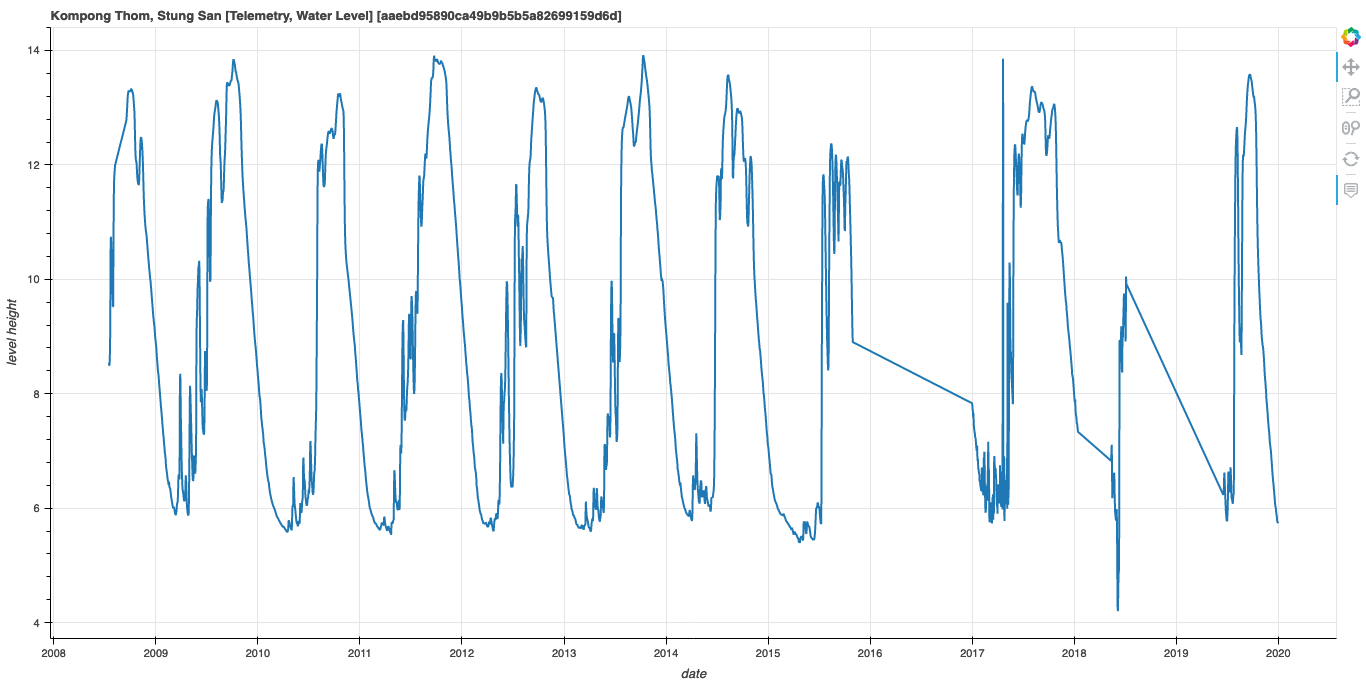 Kompong Thom, Stung San [Telemetry, Water Level] [aaebd95890ca49b9b5b5a82699159d6d]
14
12
10
8
6
4
level height
2008 2009 2010 2011 2012 2013 2014 2015 2016 2017 2018 2019 2020
date